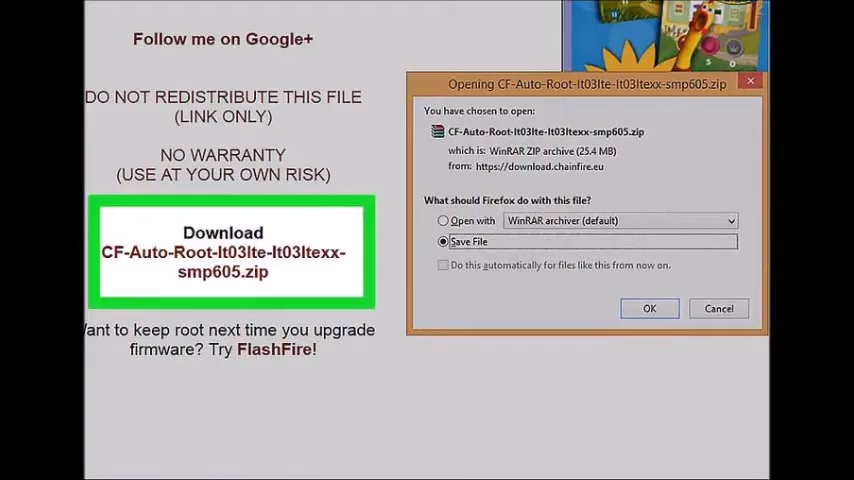 Follow me on Google+
DO NOT REDISTRIBUTE THIS FILE
(LINK ONLY)
NO WARRANTY
(USE AT YOUR OWN RISK)
Download
CF-Auto-Root-lt03lte-lt03ltexx-
smp605.zip
ant to keep root next time you upgrade
firmware? Try FlashFire!
Opening CF-Auto-Root-lt03lte-lt03ltexx-smp605.zip
You have chosen to open:
CF-Auto-Root-lt03lte-lt03ltexx-smp605.zip
which is: WinRAR ZIP archive (25.4 MB)
from: https://download.chainfire.eu
What should Firefox do with this file?
Open with WinRAR archiver (default)
Save File
Do this automatically for files like this from now on.
OK Cancel